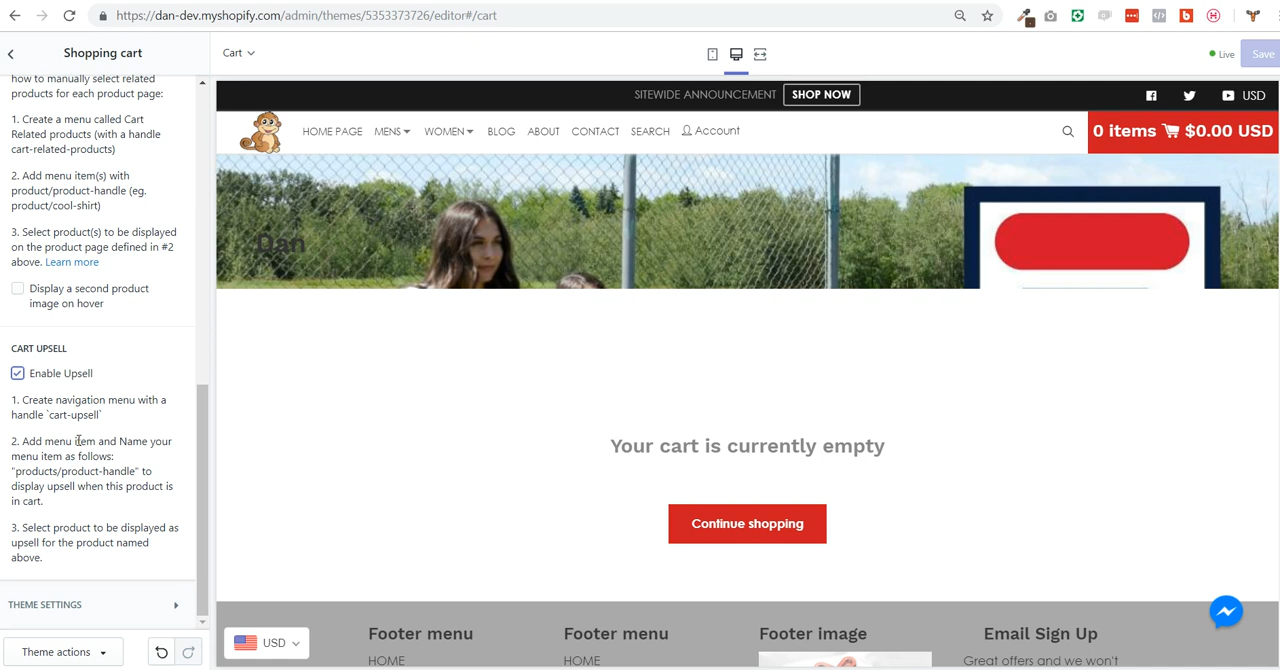 https://dan-dev.myshopify.com/admin/themes/5353373726/editor#/cart
Shopping cart
Cart
Live
Save
how to manually select related
products for each product page:
1. Create a menu called Cart
Related products (with a handle
cart-related-products)
2. Add menu item(s) with
product/product-handle (eg.
product/cool-shirt)
3. Select product(s) to be displayed
on the product page defined in #2
above. Learn more
Display a second product
image on hover
CART UPSELL
Enable Upsell
1. Create navigation menu with a
handle `cart-upsell`
2. Add menu item and Name your
menu item as follows:
"products/product-handle" to
display upsell when this product is
in cart.
3. Select product to be displayed as
upsell for the product named
above.
THEME SETTINGS
Theme actions
SITEWIDE ANNOUNCEMENT SHOP NOW
USD
HOME PAGE MENS WOMEN BLOG ABOUT CONTACT SEARCH Account
0 items $0.00 USD
Dan
Your cart is currently empty
Continue shopping
Footer menu
HOME
Footer menu
HOME
Footer image
Email Sign Up
Great offers and we won't
USD